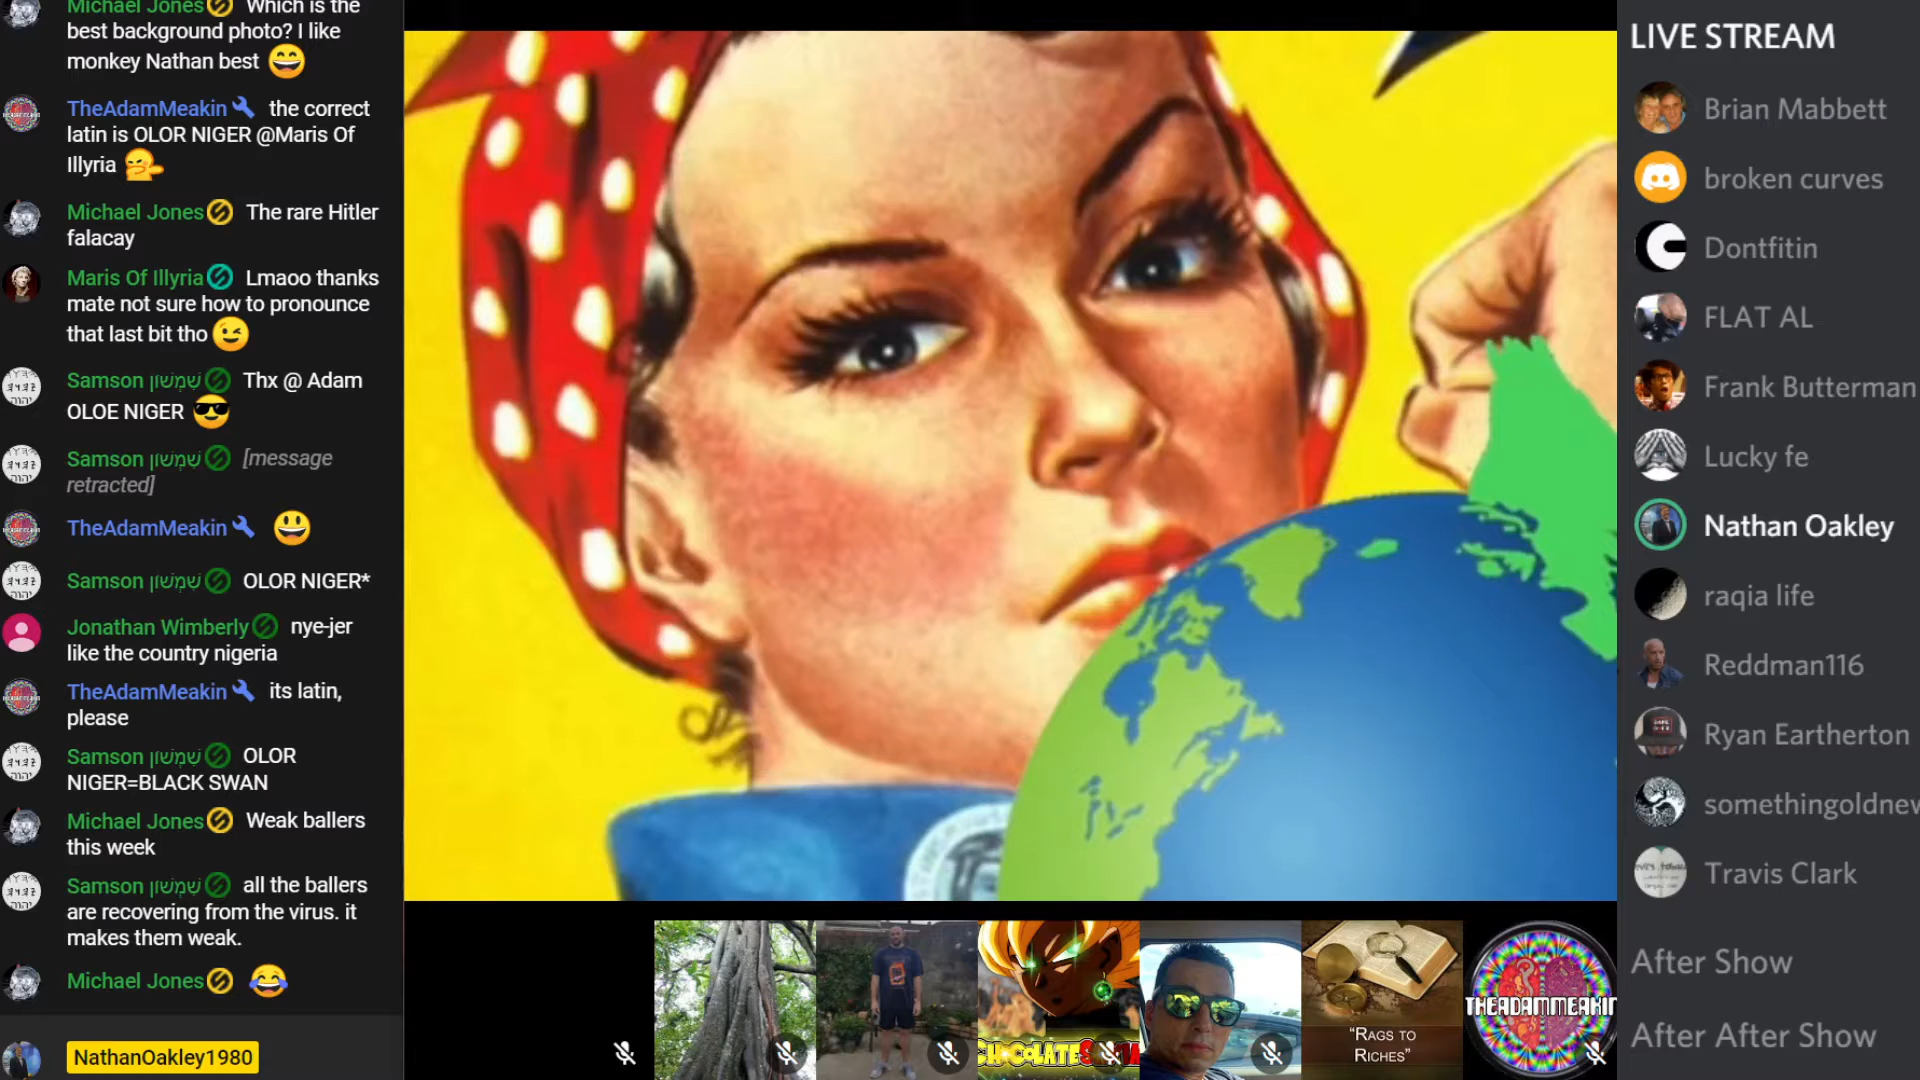 Michael Jones Which is the
best background photo? I like
monkey Nathan best
TheAdamMeakin the correct
latin is OLOR NIGER @Maris Of
Illyria
Michael Jones The rare Hitler
falacay
Maris Of Illyria Lmaoo thanks
mate not sure how to pronounce
that last bit tho
Samson שִׁמְשׁוֹן Thx @ Adam
OLOE NIGER
Samson שִׁמְשׁוֹן [message
retracted]
TheAdamMeakin
Samson שִׁמְשׁוֹן OLOR NIGER*
Jonathan Wimberly nye-jer
like the country nigeria
TheAdamMeakin its latin,
please
Samson שִׁמְשׁוֹן OLOR
NIGER=BLACK SWAN
Michael Jones Weak ballers
this week
Samson שִׁמְשׁוֹן all the ballers
are recovering from the virus. it
makes them weak.
Michael Jones
NathanOakley1980
"RAGS TO
RICHES"
THEADAMMEAKIN
LIVE STREAM
Brian Mabbett
broken curves
Dontfitin
FLAT AL
Frank Butterman
Lucky fe
Nathan Oakley
raqia life
Reddman116
Ryan Eartherton
somethingoldnew
Travis Clark
After Show
After After Show